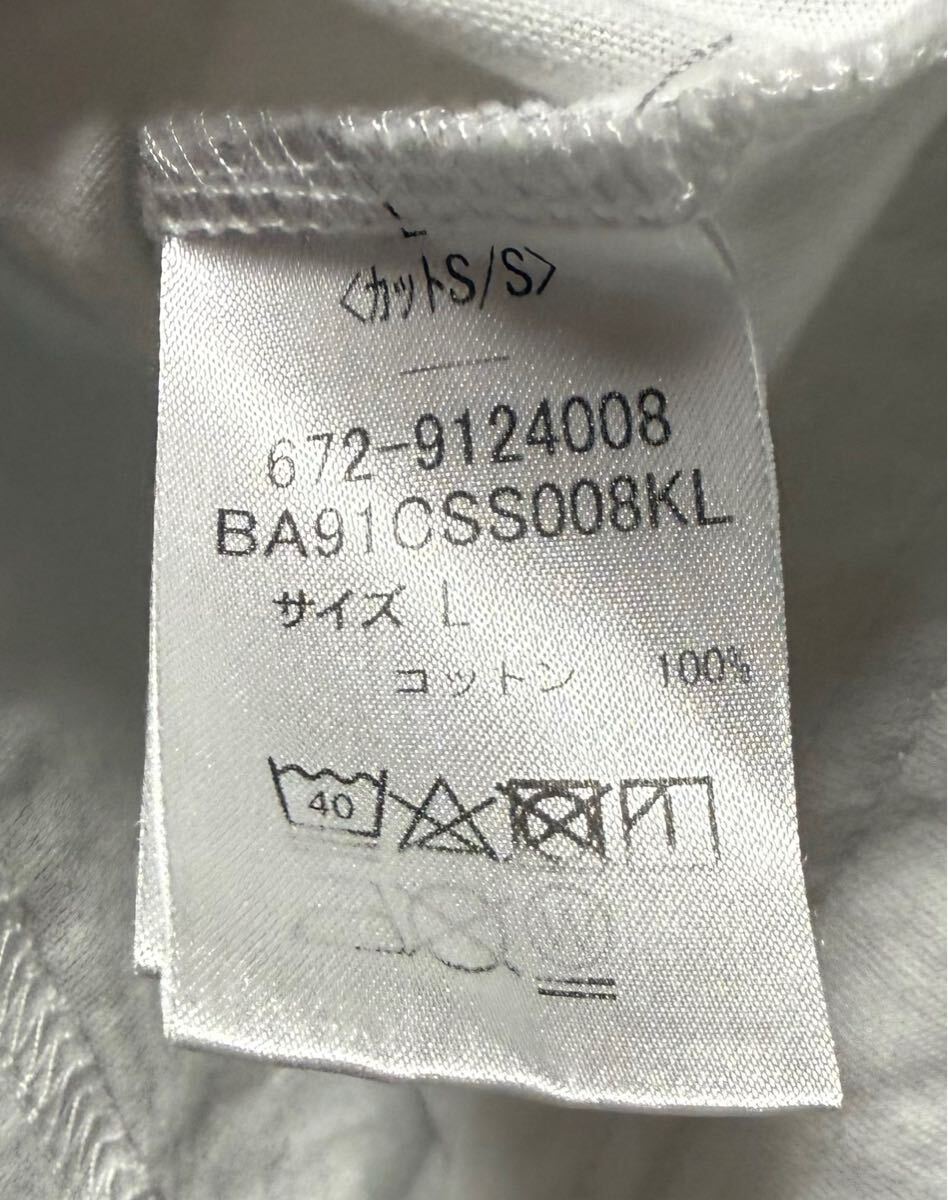 〈カットS/S〉
672-9124008
BA91CSS008KL
サイズ L
コットン 100%
40